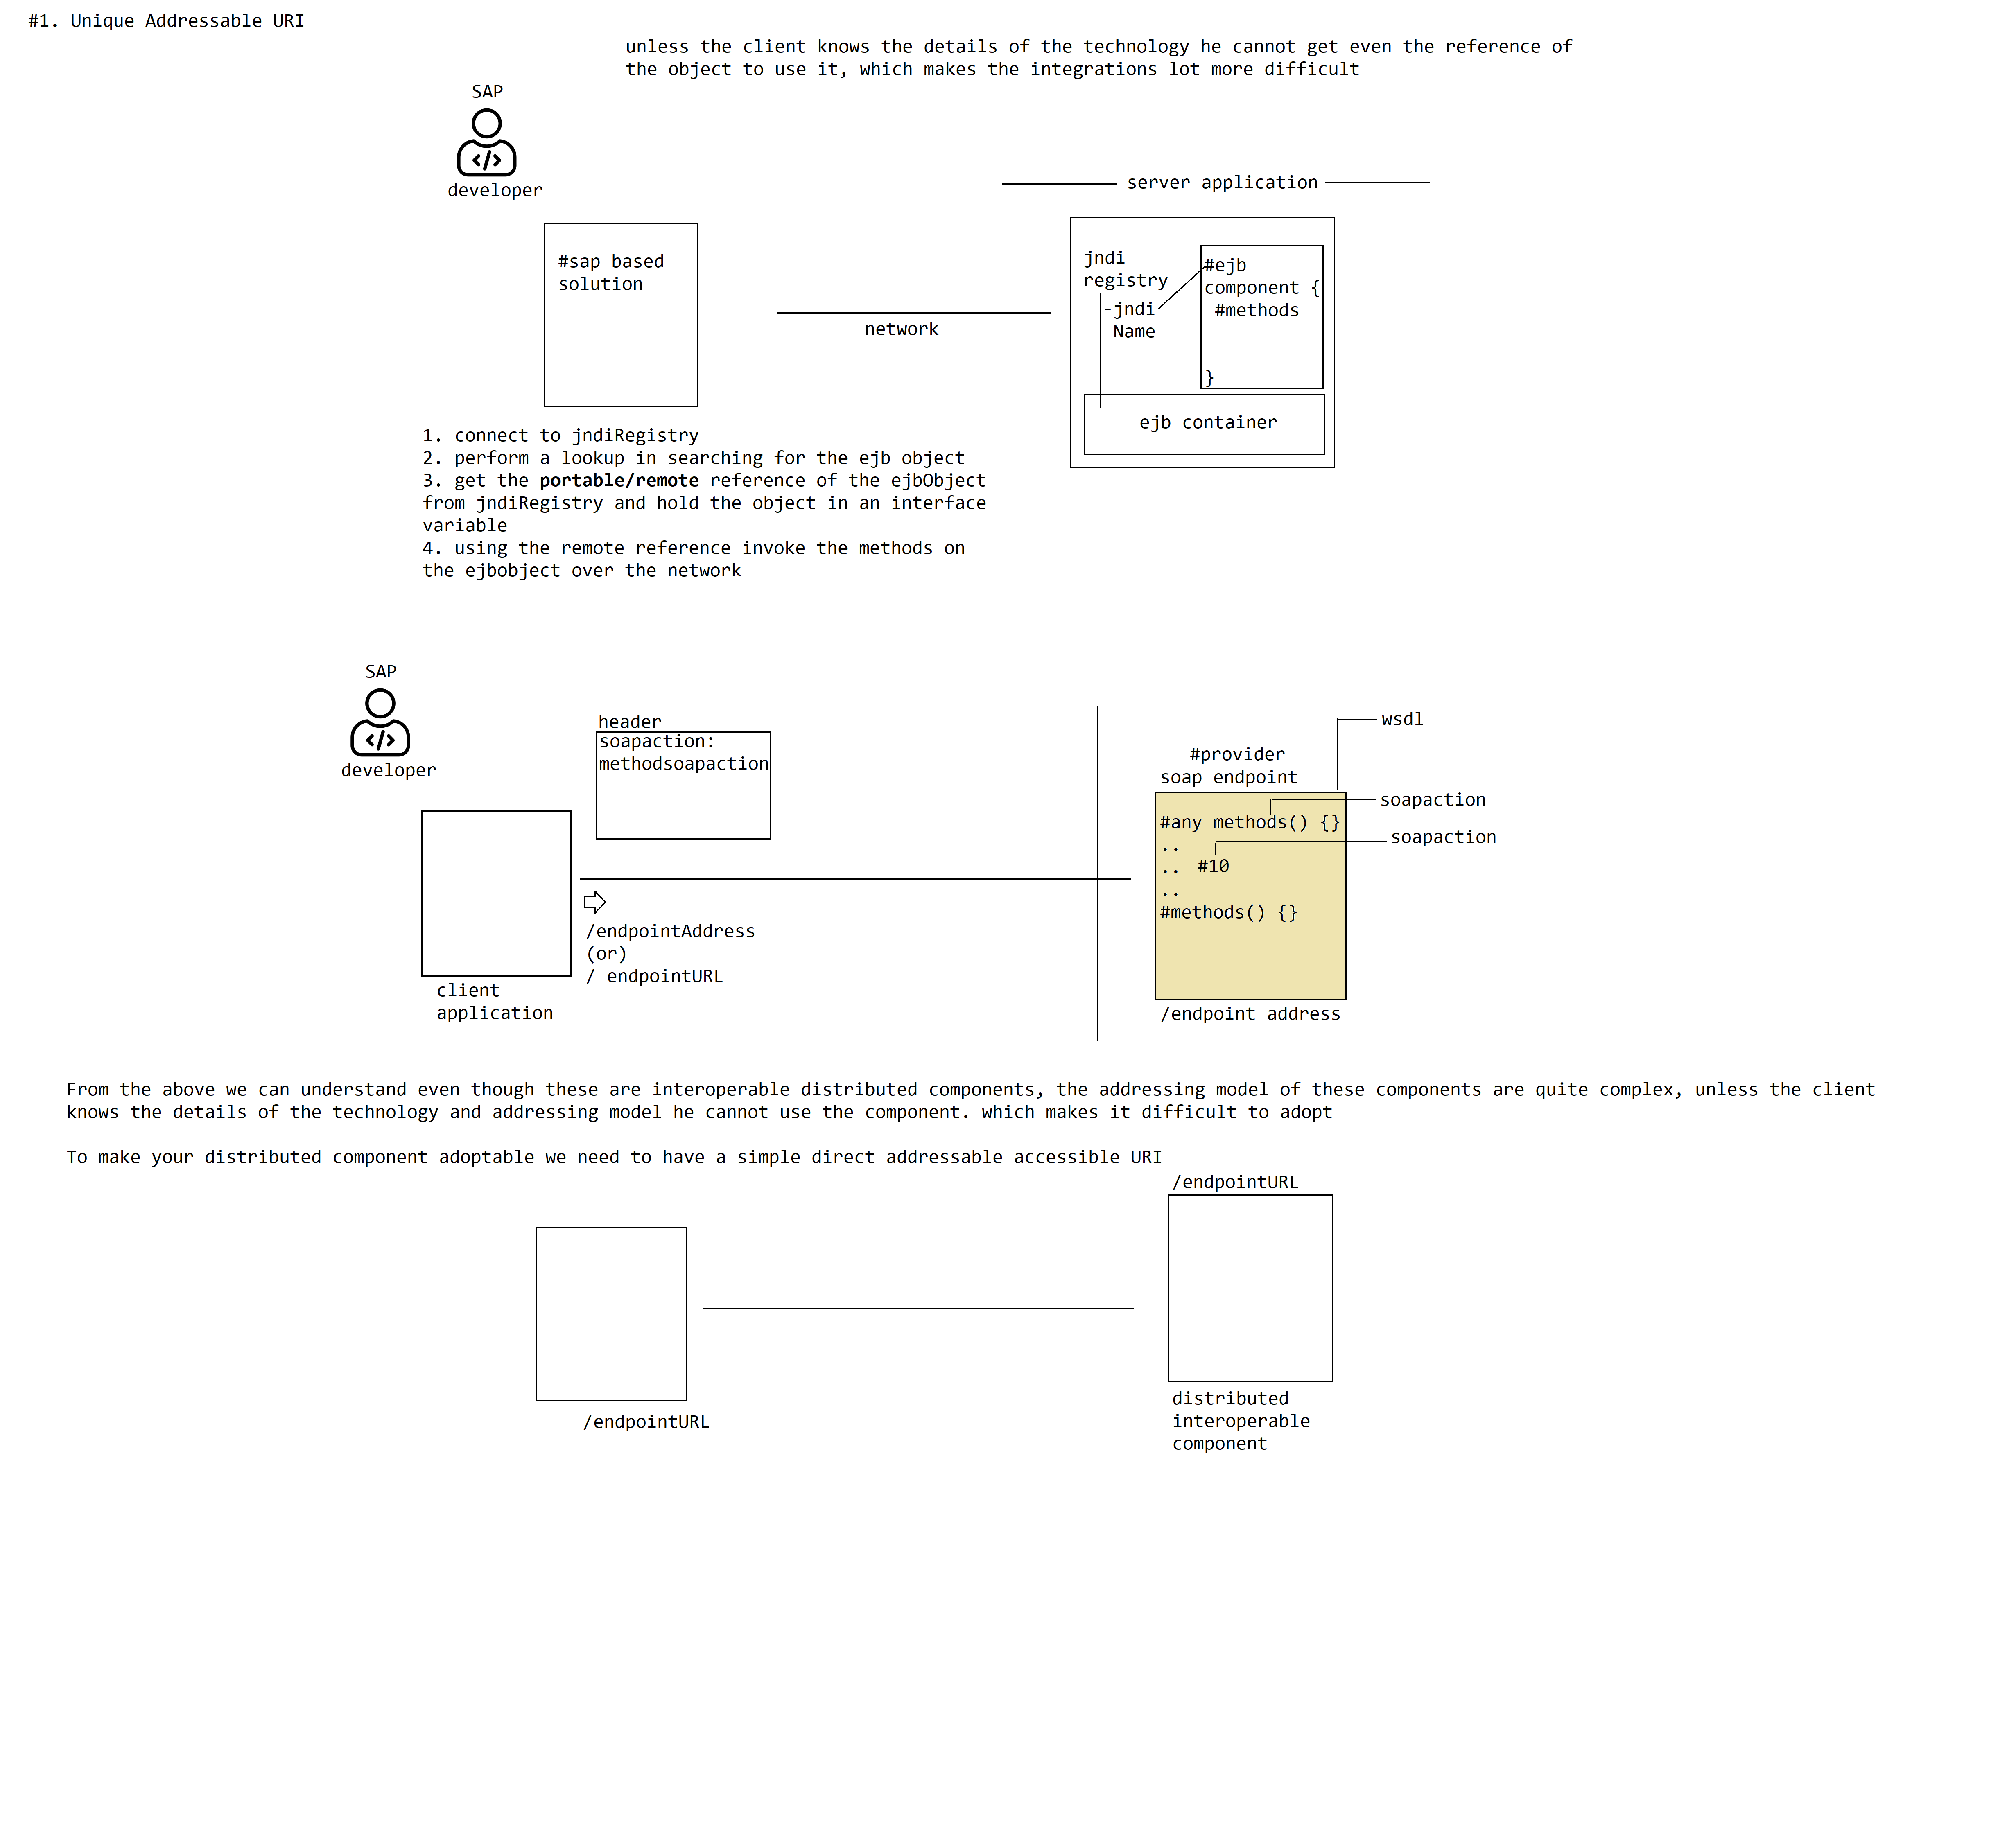 #1. Unique Addressable URI
unless the client knows the details of the technology he cannot get even the reference of
the object to use it, which makes the integrations lot more difficult
SAP
developer
server application
#sap based
solution
network
jndi
registry
-jndi
Name
#ejb
component {
#methods
}
ejb container
1. connect to jndiRegistry
2. perform a lookup in searching for the ejb object
3. get the portable/remote reference of the ejbObject
from jndiRegistry and hold the object in an interface
variable
4. using the remote reference invoke the methods on
the ejbobject over the network
SAP
developer
header
soapaction:
methodsoapaction
client
application
/endpointAddress
(or)
/ endpointURL
wsdl
#provider
soap endpoint
soapaction
#any methods() {}
soapaction
..
.. #10
..
#methods() {}
/endpoint address
From the above we can understand even though these are interoperable distributed components, the addressing model of these components are quite complex, unless the client
knows the details of the technology and addressing model he cannot use the component. which makes it difficult to adopt
To make your distributed component adoptable we need to have a simple direct addressable accessible URI
/endpointURL
/endpointURL
distributed
interoperable
component